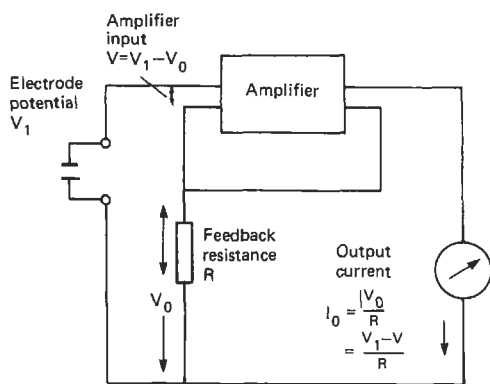 Amplifier
input
V=V₁−V₀
Electrode
potential
V₁
Amplifier
Feedback
resistance
R
V₀
Output
current
I₀ = |V₀
R
= V₁−V
R